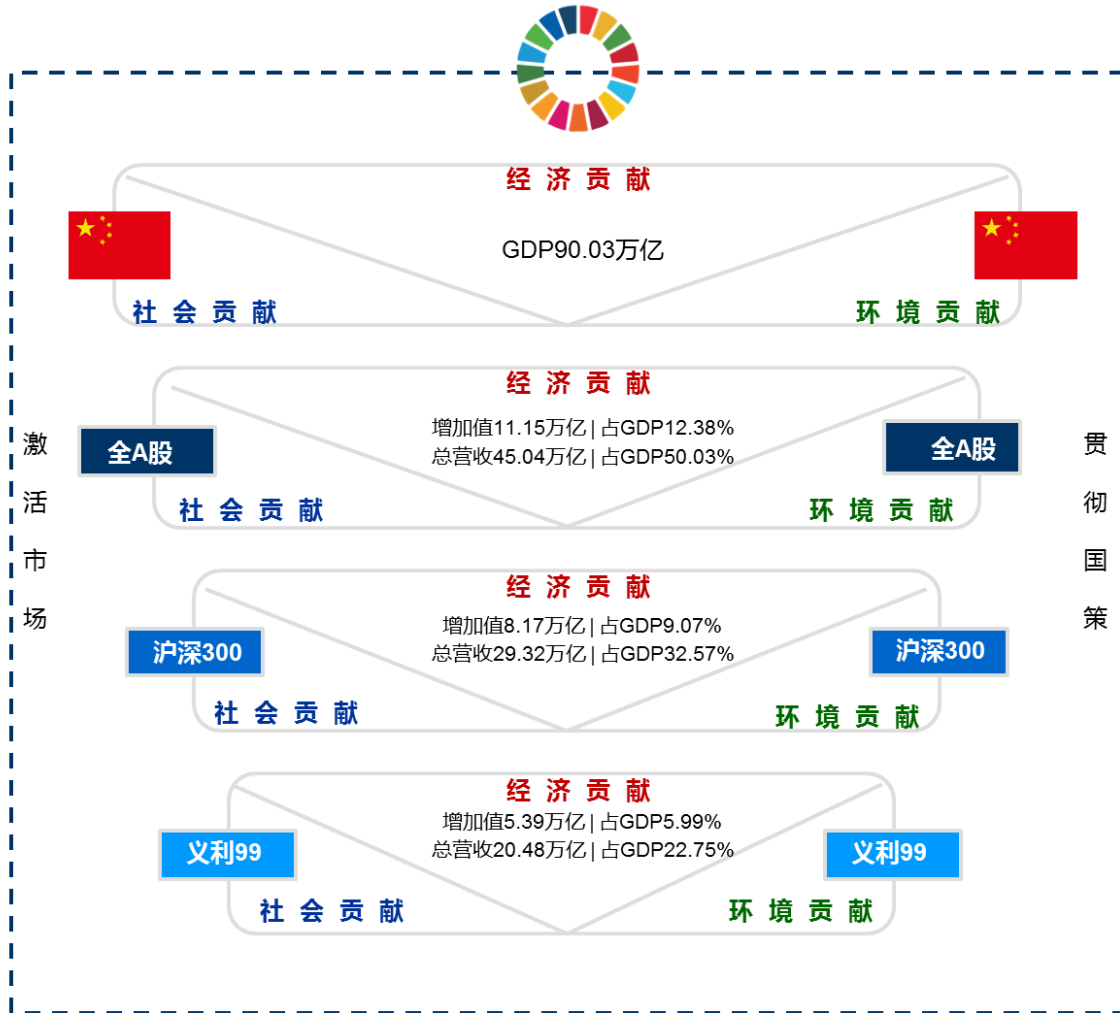 经济贡献
GDP90.03万亿
社会贡献
环境贡献
经济贡献
增加值11.15万亿 | 占GDP12.38%
总营收45.04万亿 | 占GDP50.03%
全A股
全A股
社会贡献
环境贡献
激活市场
贯彻国策
经济贡献
增加值8.17万亿 | 占GDP9.07%
总营收29.32万亿 | 占GDP32.57%
沪深300
沪深300
社会贡献
环境贡献
经济贡献
增加值5.39万亿 | 占GDP5.99%
总营收20.48万亿 | 占GDP22.75%
义利99
义利99
社会贡献
环境贡献